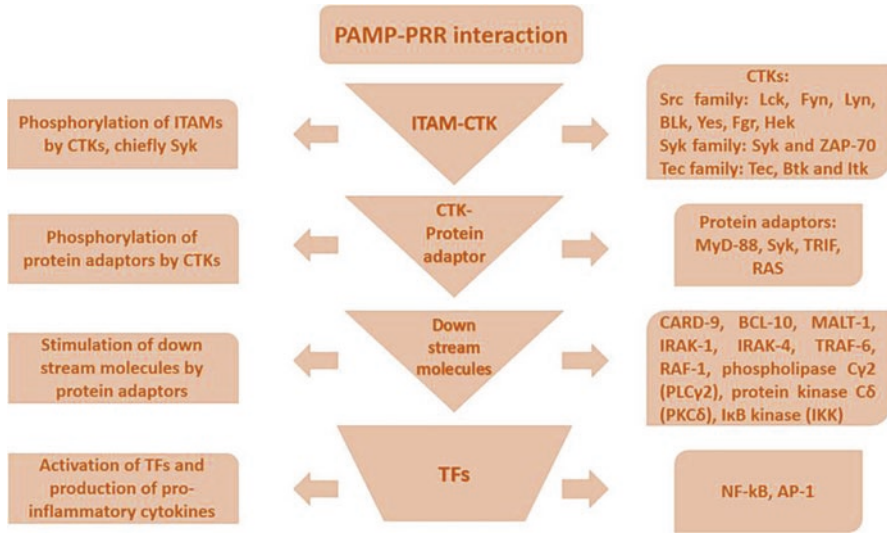 PAMP-PRR interaction
Phosphorylation of ITAMs
by CTKs, chiefly Syk
ITAM-CTK
CTKs:
Src family: Lck, Fyn, Lyn,
BLk, Yes, Fgr, Hek
Syk family: Syk and ZAP-70
Tec family: Tec, Btk and Itk
Phosphorylation of
protein adaptors by CTKs
CTK-
Protein
adaptor
Protein adaptors:
MyD-88, Syk, TRIF,
RAS
Stimulation of down
stream molecules by
protein adaptors
Down
stream
molecules
CARD-9, BCL-10, MALT-1,
IRAK-1, IRAK-4, TRAF-6,
RAF-1, phospholipase Cγ2
(PLCγ2), protein kinase Cδ
(PKCδ), IκB kinase (IKK)
Activation of TFs and
production of pro-
inflammatory cytokines
TFs
NF-kB, AP-1